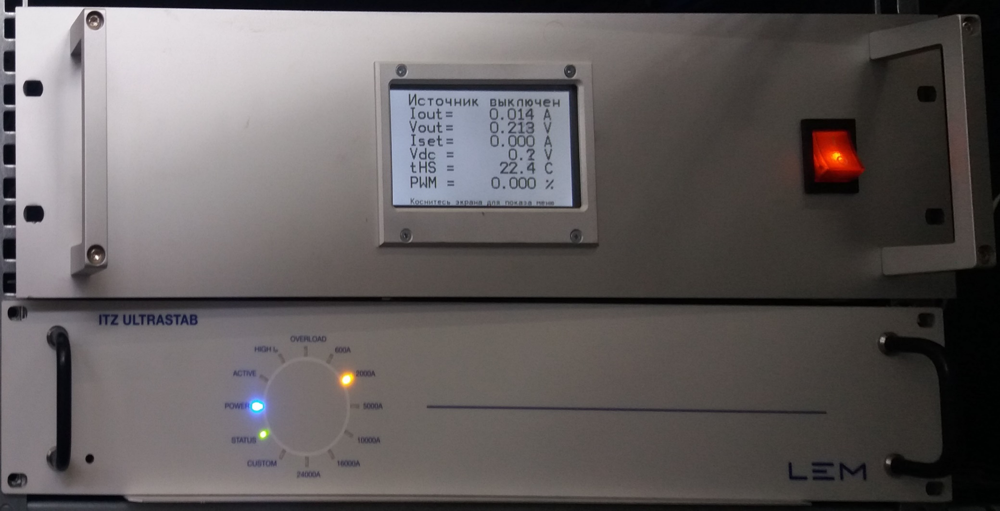 Источник выключен
Iout= 0.014 A
Vout= 0.213 V
Iset= 0.000 A
Vdc = 0.2 V
tHS = 22.4 C
PWM = 0.000 %
Коснитесь экрана для показа меню
ITZ ULTRASTAB
OVERLOAD
HIGH Iₚ
600A
ACTIVE
2000A
POWER
5000A
STATUS
10000A
CUSTOM
16000A
24000A
LEM